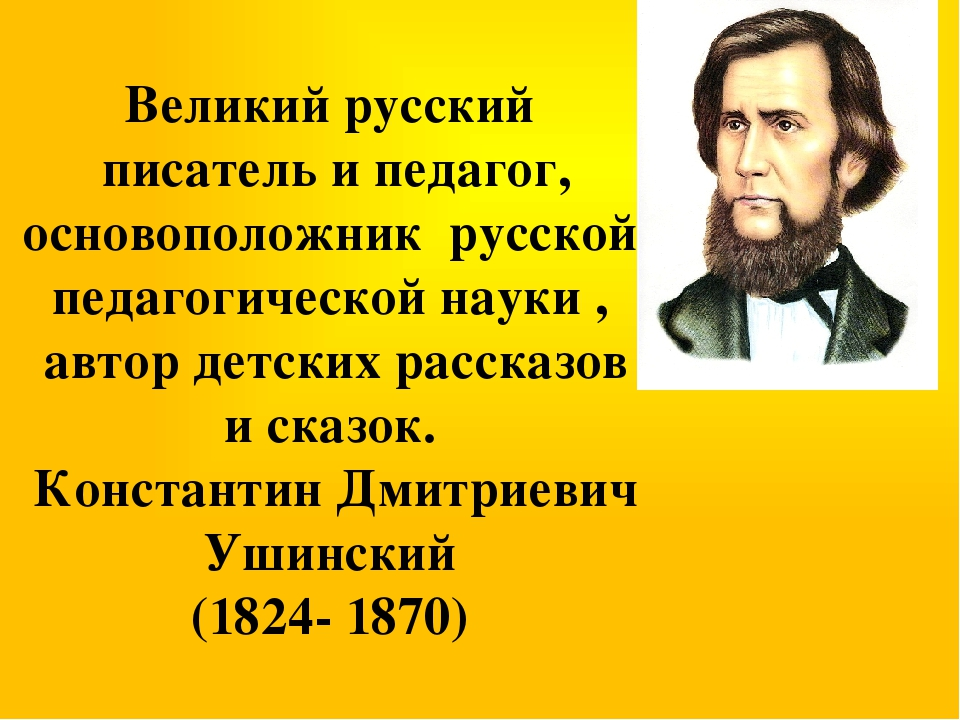 Великий русский
писатель и педагог,
основоположник  русской
педагогической науки ,
автор детских рассказов
и сказок.
Константин Дмитриевич
Ушинский
(1824- 1870)